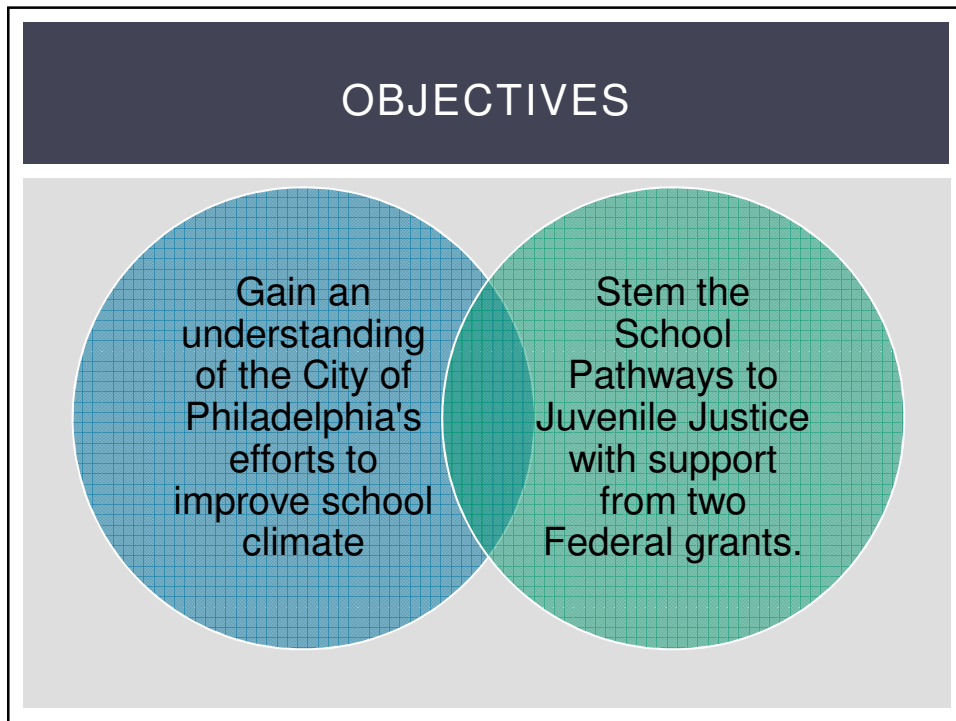 OBJECTIVES
Gain an
understanding
of the City of
Philadelphia's
efforts to
improve school
climate
Stem the
School
Pathways to
Juvenile Justice
with support
from two
Federal grants.